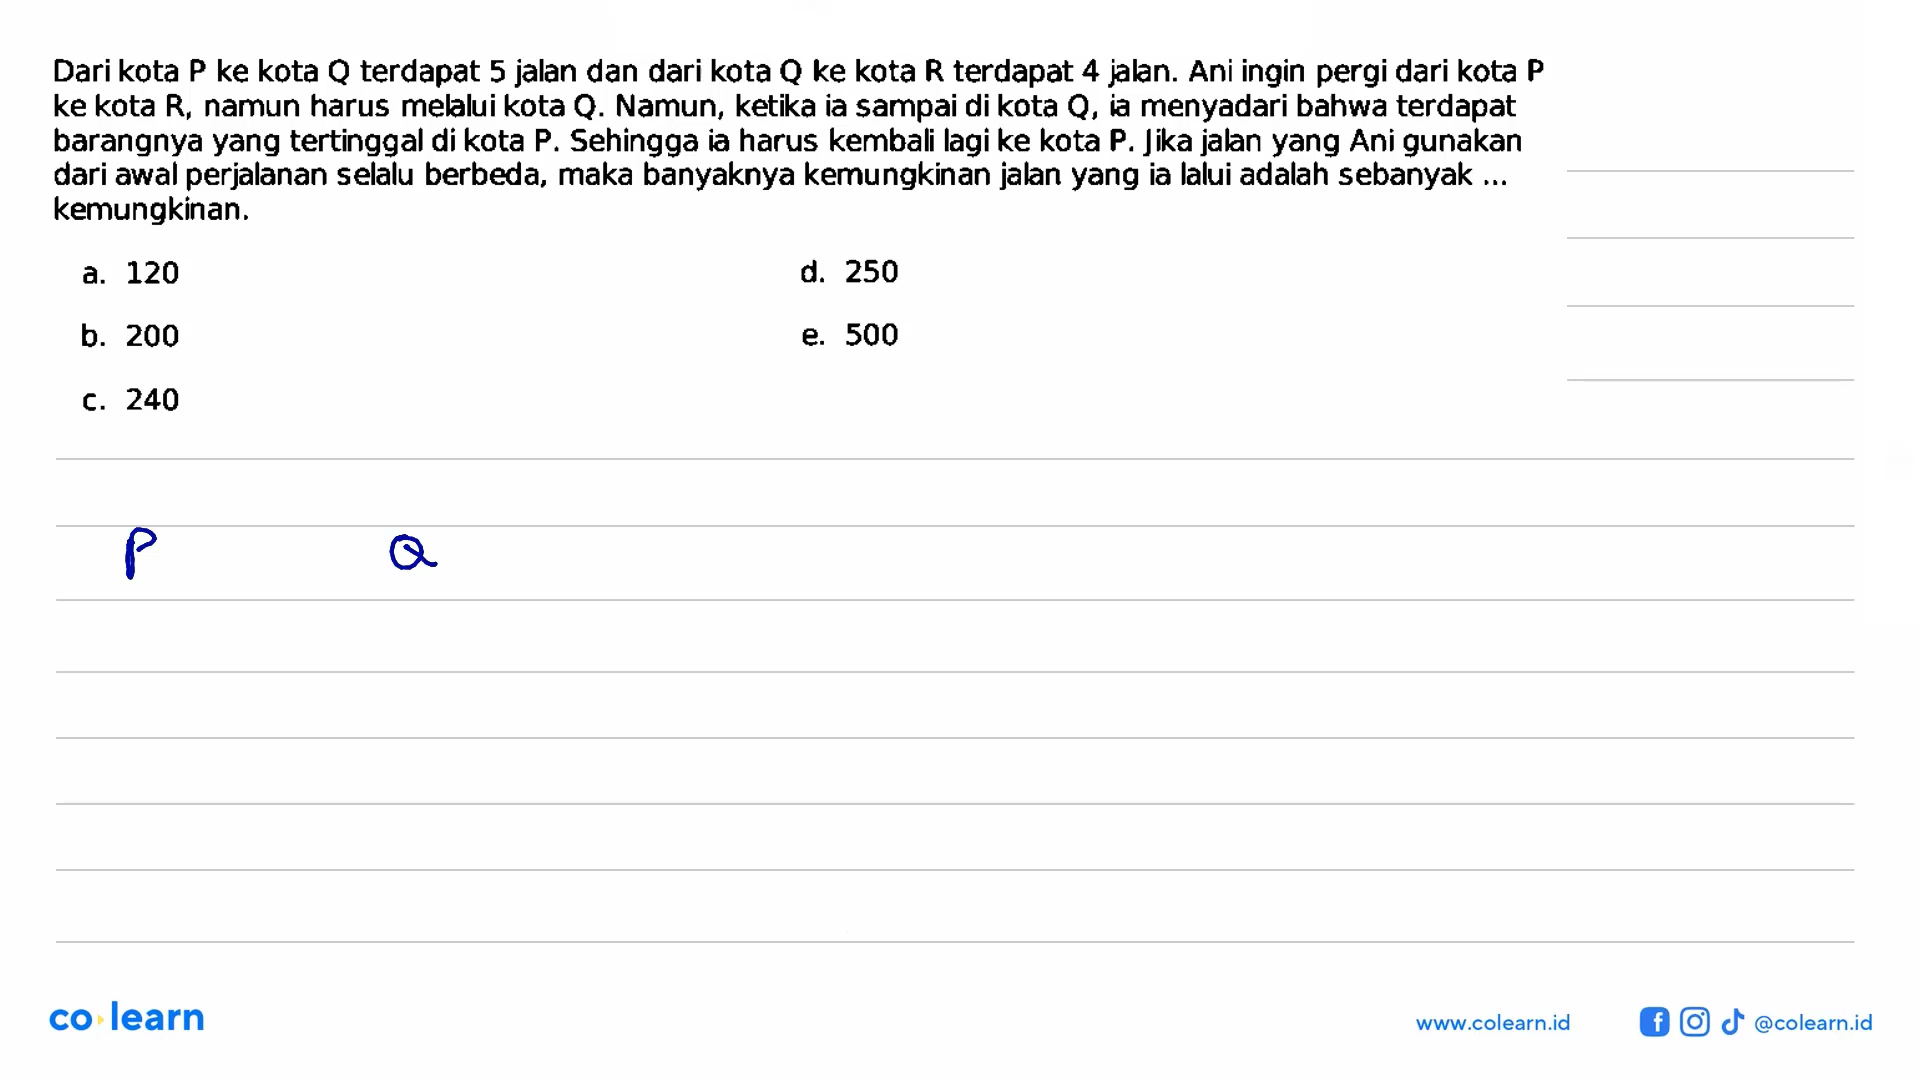 Dari kota P ke kota Q terdapat 5 jalan dan dari kota Q ke kota R terdapat 4 jalan. Ani ingin pergi dari kota P
ke kota R, namun harus melalui kota Q. Namun, ketika ia sampai di kota Q, ia menyadari bahwa terdapat
barangnya yang tertinggal di kota P. Sehingga ia harus kembali lagi ke kota P. Jika jalan yang Ani gunakan
dari awal perjalanan selalu berbeda, maka banyaknya kemungkinan jalan yang ia lalui adalah sebanyak ...
kemungkinan.
a. 120
b. 200
c. 240
d. 250
e. 500
P Q
co learn
www.colearn.id @colearn.id